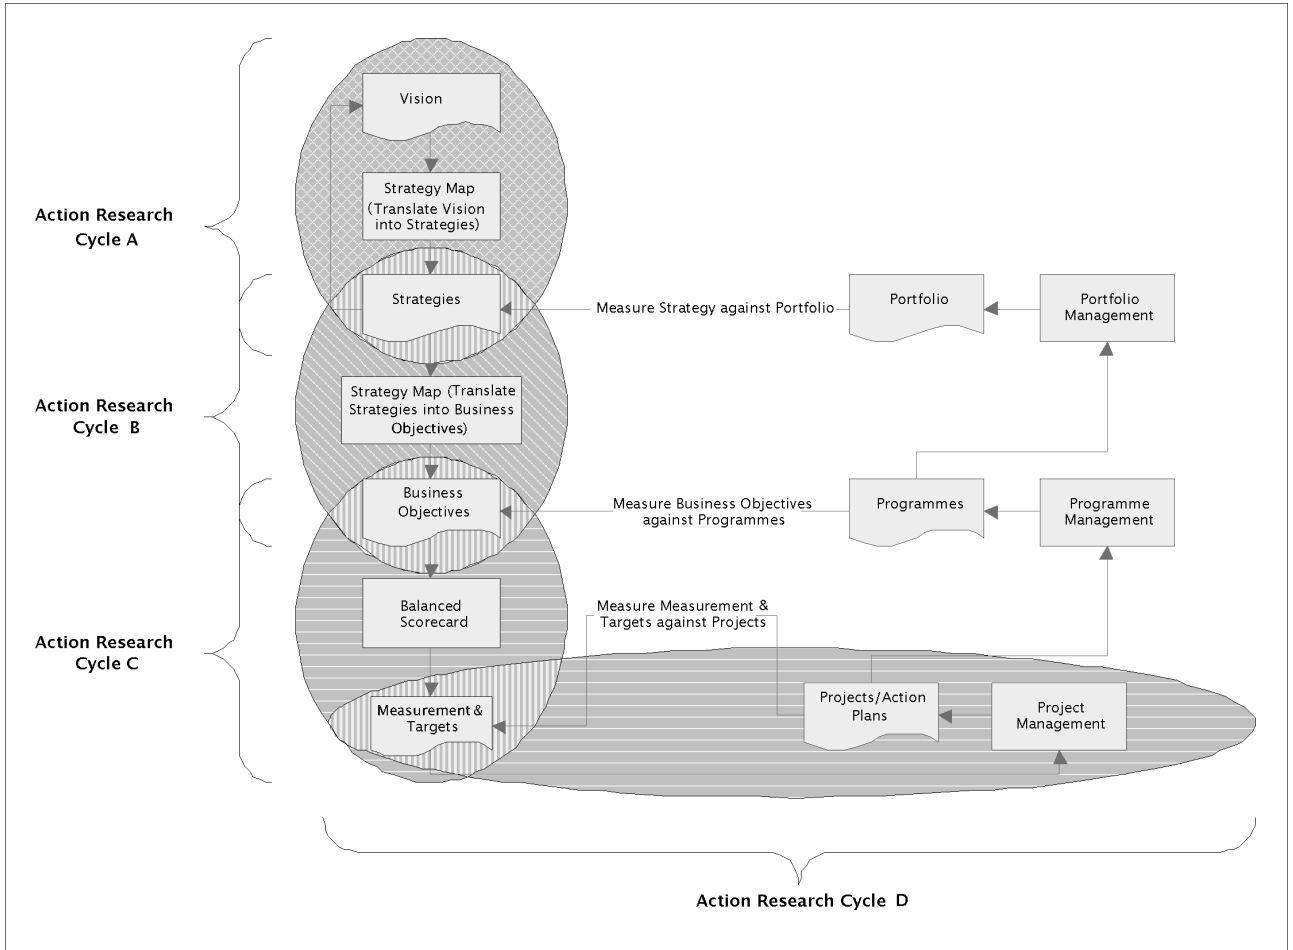 Vision
Strategy Map
(Translate Vision
into Strategies)
Action Research
Cycle A
Strategies
Measure Strategy against Portfolio
Portfolio
Portfolio
Management
Strategy Map (Translate
Strategies into Business
Objectives)
Action Research
Cycle B
Business
Objectives
Measure Business Objectives
against Programmes
Programmes
Programme
Management
Balanced
Scorecard
Measure Measurement &
Targets against Projects
Action Research
Cycle C
Measurement &
Targets
Projects/Action
Plans
Project
Management
Action Research Cycle D